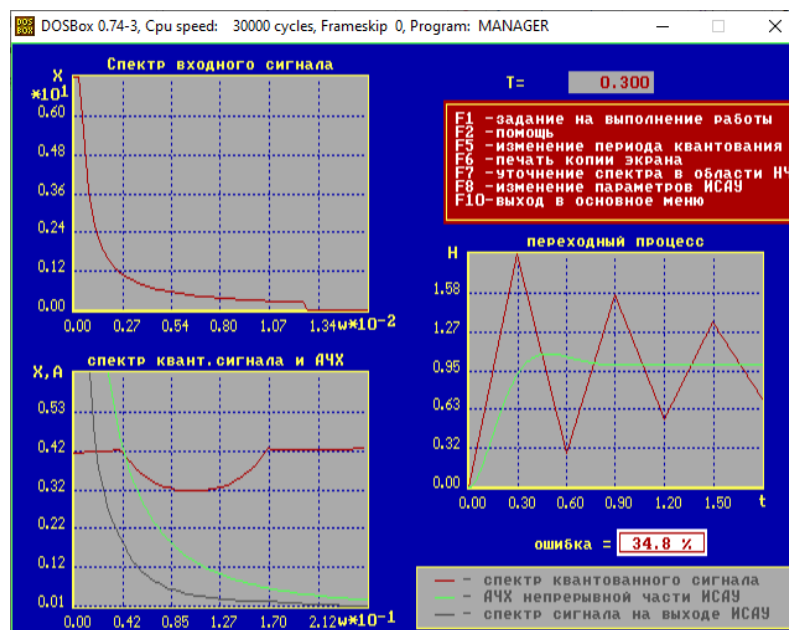 DOSBox 0.74-3, Cpu speed: 30000 cycles, Frameskip 0, Program: MANAGER
Спектр входного сигнала
X
*10¹
0.60
0.48
0.36
0.24
0.12
0.00
0.00 0.27 0.54 0.80 1.07 1.34 w*10⁻²
T= 0.300
F1 -задание на выполнение работы
F2 -помощь
F5 -изменение периода квантования
F6 -печать копии экрана
F7 -уточнение спектра в области НЧ
F8 -изменение параметров ИСАУ
F10-выход в основное меню
спектр квант.сигнала и АЧХ
X,A
0.53
0.42
0.32
0.22
0.12
0.01
0.00 0.42 0.85 1.27 1.70 2.12 w*10⁻¹
переходный процесс
H
1.58
1.27
0.95
0.63
0.32
0.00
0.00 0.30 0.60 0.90 1.20 1.50 t
ошибка = 34.8 %
- спектр квантованного сигнала
- АЧХ непрерывной части ИСАУ
- спектр сигнала на выходе ИСАУ